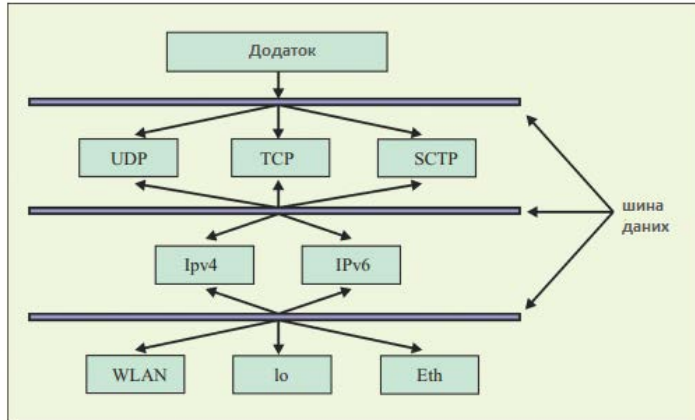 Додаток
UDP
TCP
SCTP
шина
даних
Ipv4
IPv6
WLAN
lo
Eth